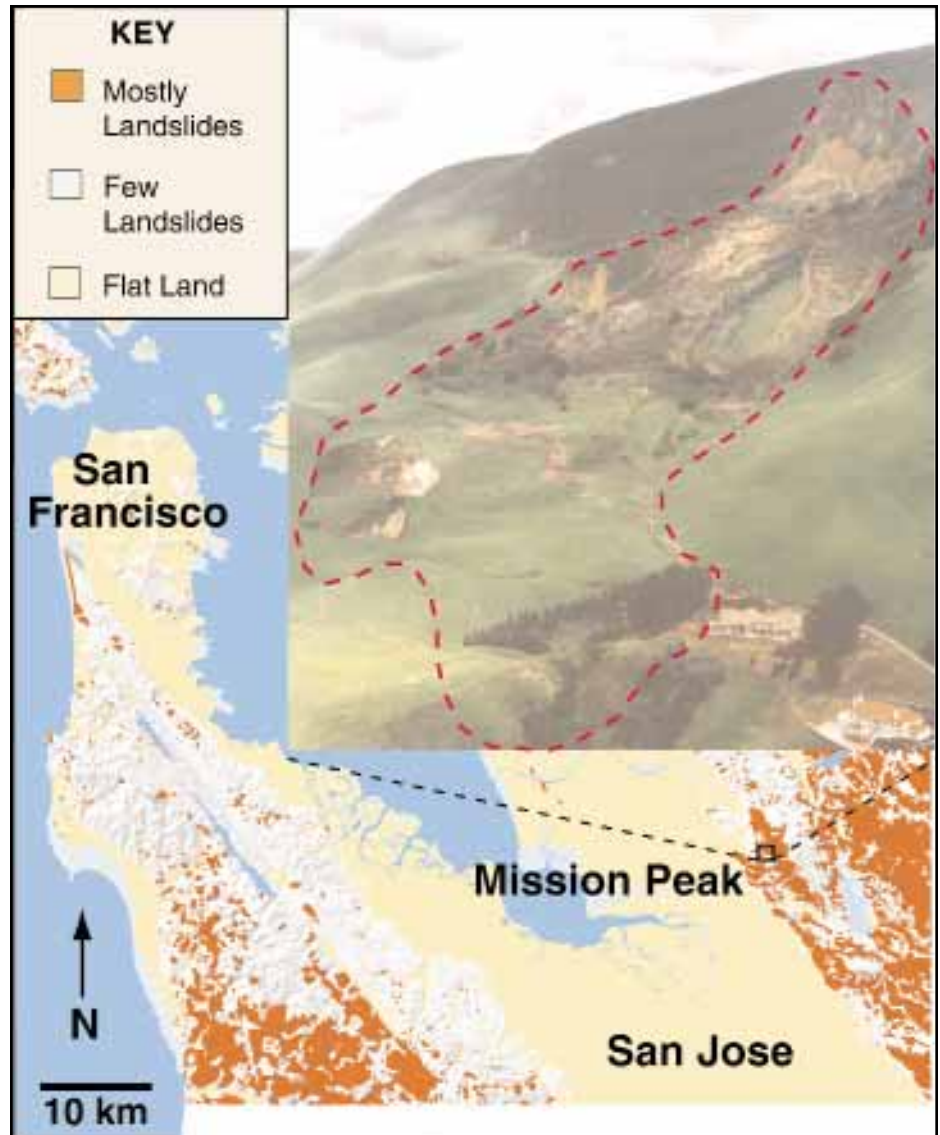 KEY
Mostly
Landslides
Few
Landslides
Flat Land
San
Francisco
Mission Peak
N
San Jose
10 km